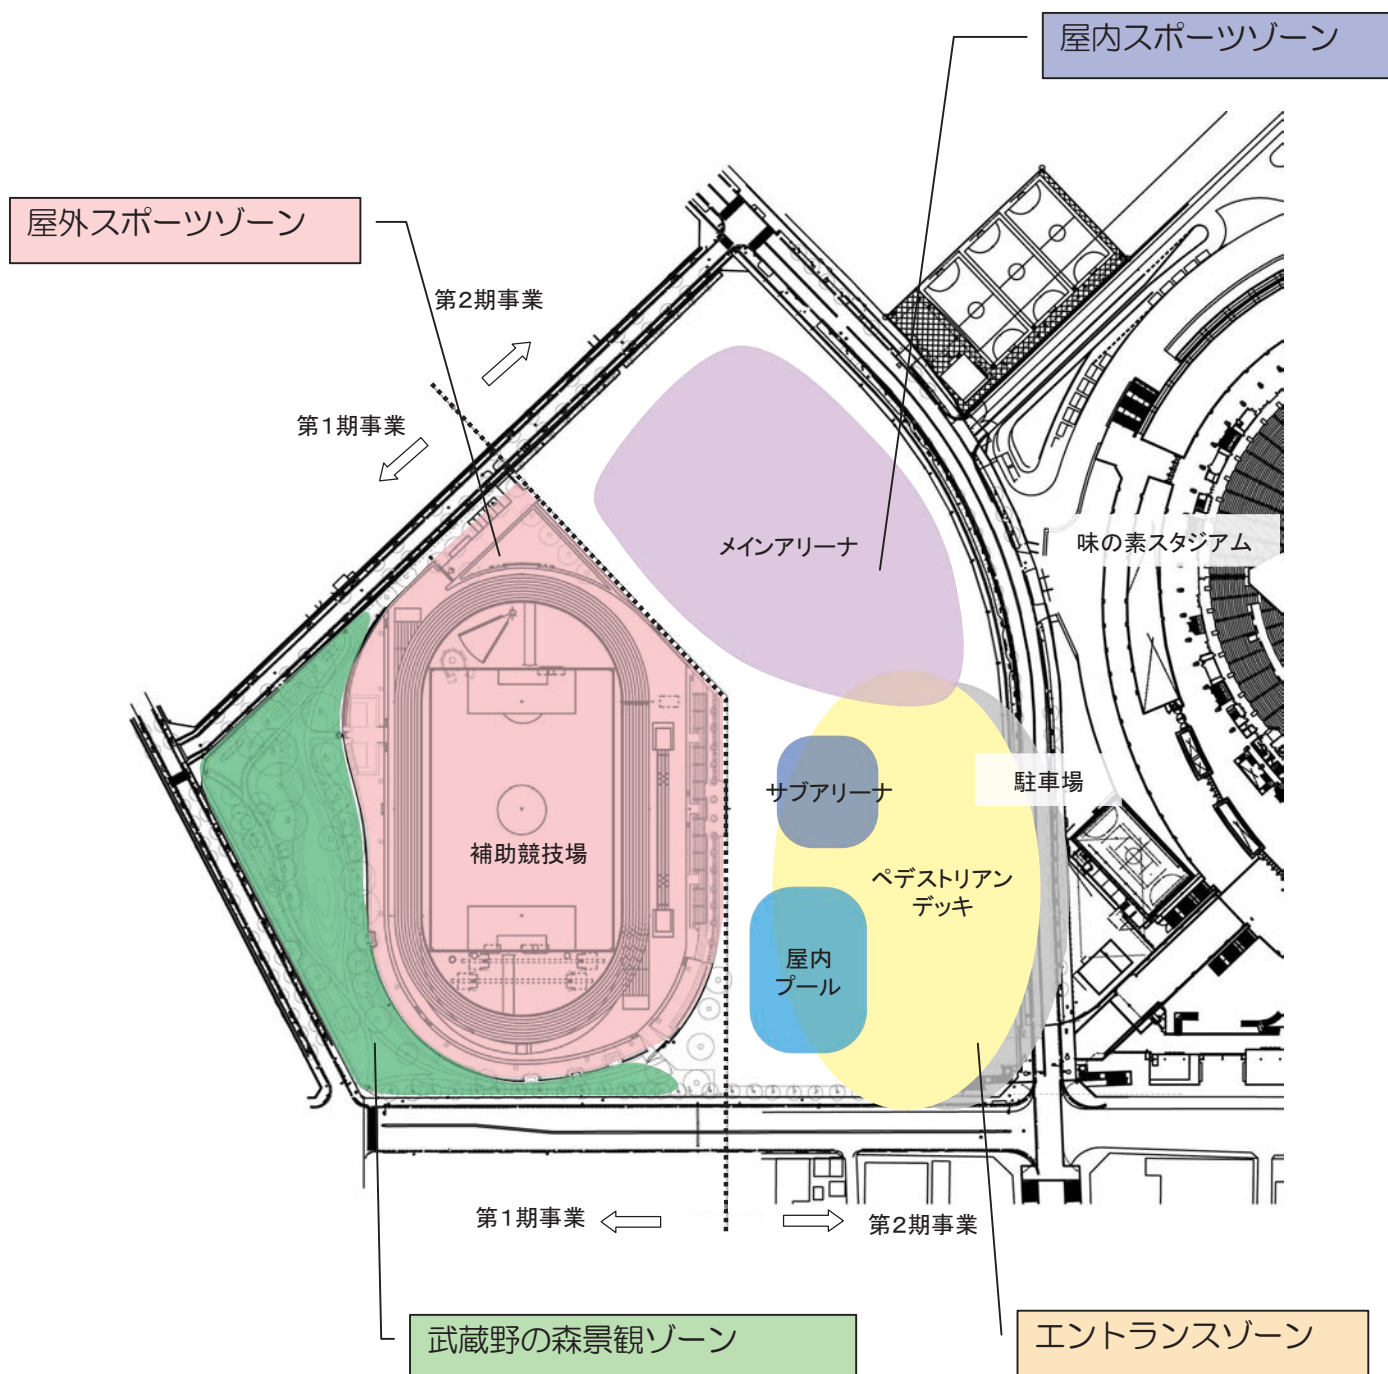 屋内スポーツゾーン
屋外スポーツゾーン
第2期事業
第1期事業
メインアリーナ
味の素スタジアム
サブアリーナ
駐車場
補助競技場
ペデストリアン
デッキ
屋内
プール
第1期事業
第2期事業
武蔵野の森景観ゾーン
エントランスゾーン